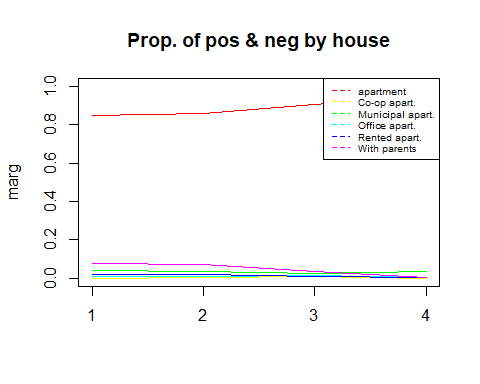 Prop. of pos & neg by house
marg
1.0
0.8
0.6
0.4
0.2
0.0
apartment
Co-op apart.
Municipal apart.
Office apart.
Rented apart.
With parents
1 2 3 4